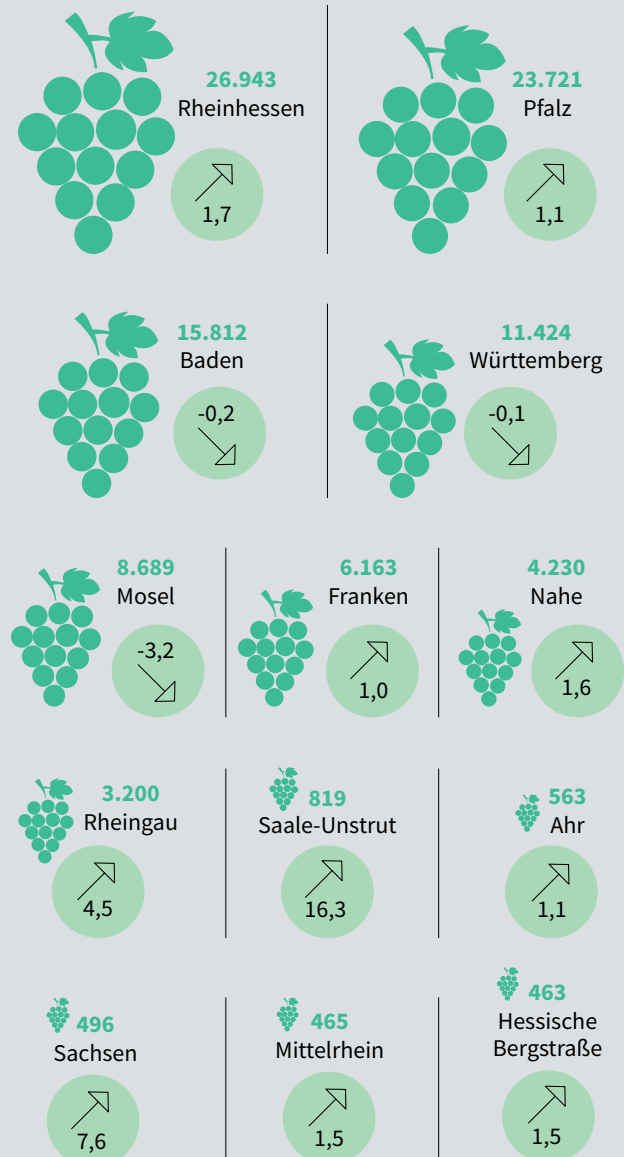 26.943
Rheinhessen
1,7
23.721
Pfalz
1,1
15.812
Baden
-0,2
11.424
Württemberg
-0,1
8.689
Mosel
-3,2
6.163
Franken
1,0
4.230
Nahe
1,6
3.200
Rheingau
4,5
819
Saale-Unstrut
16,3
563
Ahr
1,1
496
Sachsen
7,6
465
Mittelrhein
1,5
463
Hessische
Bergstraße
1,5